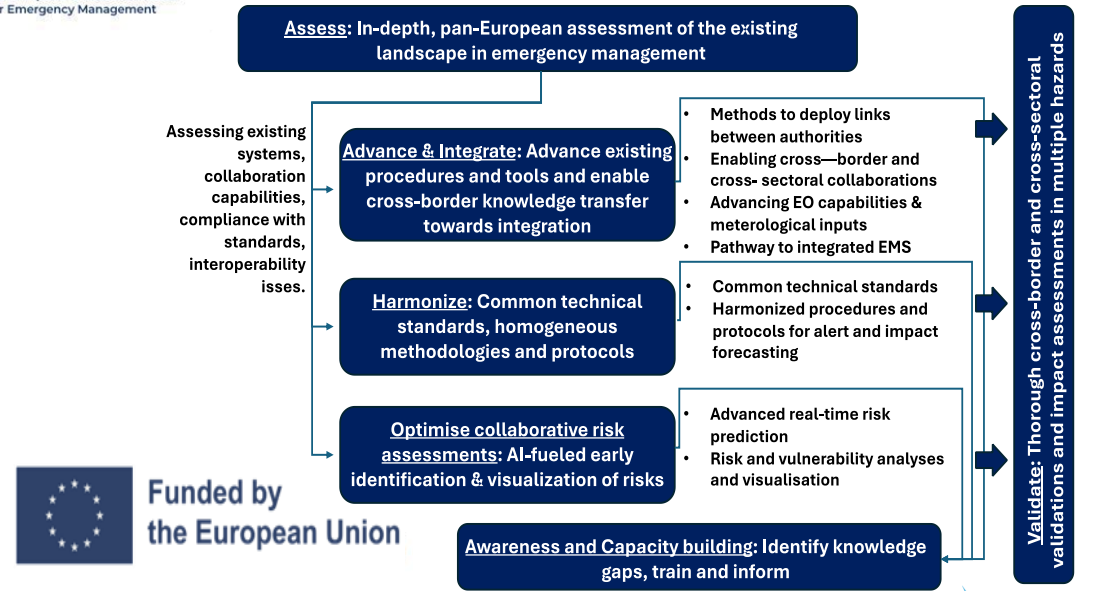 r Emergency Management
Assess: In-depth, pan-European assessment of the existing
landscape in emergency management
Assessing existing
systems,
collaboration
capabilities,
compliance with
standards,
interoperability
isses.
Advance & Integrate: Advance existing
procedures and tools and enable
cross-border knowledge transfer
towards integration
• Methods to deploy links
between authorities
• Enabling cross—border and
cross- sectoral collaborations
• Advancing EO capabilities &
meterological inputs
• Pathway to integrated EMS
Harmonize: Common technical
standards, homogeneous
methodologies and protocols
• Common technical standards
• Harmonized procedures and
protocols for alert and impact
forecasting
Optimise collaborative risk
assessments: AI-fueled early
identification & visualization of risks
• Advanced real-time risk
prediction
• Risk and vulnerability analyses
and visualisation
Awareness and Capacity building: Identify knowledge
gaps, train and inform
Validate: Thorough cross-border and cross-sectoral
validations and impact assessments in multiple hazards
Funded by
the European Union